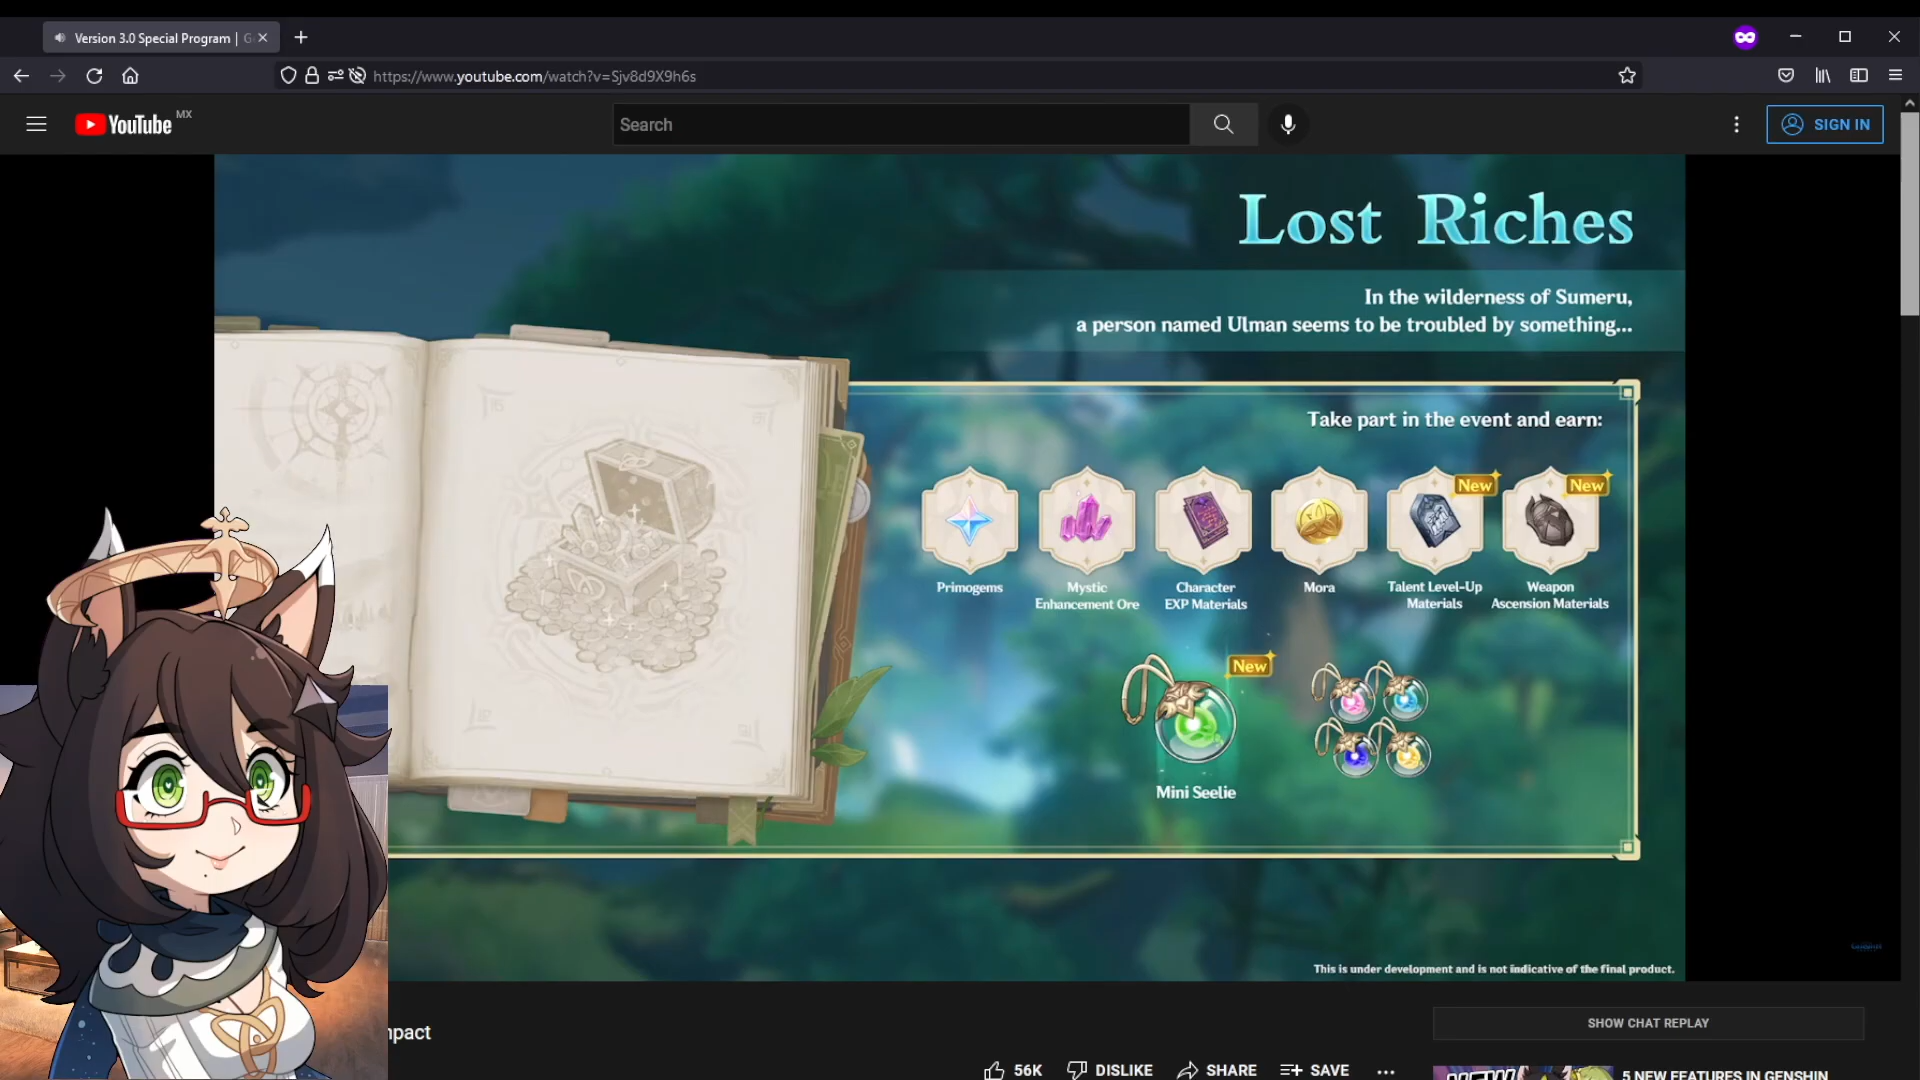 Version 3.0 Special Program | G
https://www.youtube.com/watch?v=Sjv8d9X9h6s
YouTube MX
Search
SIGN IN
Lost Riches
In the wilderness of Sumeru,
a person named Ulman seems to be troubled by something...
Take part in the event and earn:
New
New
Primogems
Mystic
Enhancement Ore
Character
EXP Materials
Mora
Talent Level-Up
Materials
Weapon
Ascension Materials
New
Mini Seelie
This is under development and is not indicative of the final product.
mpact
SHOW CHAT REPLAY
56K
DISLIKE
SHARE
SAVE
5 NEW FEATURES IN GENSHIN